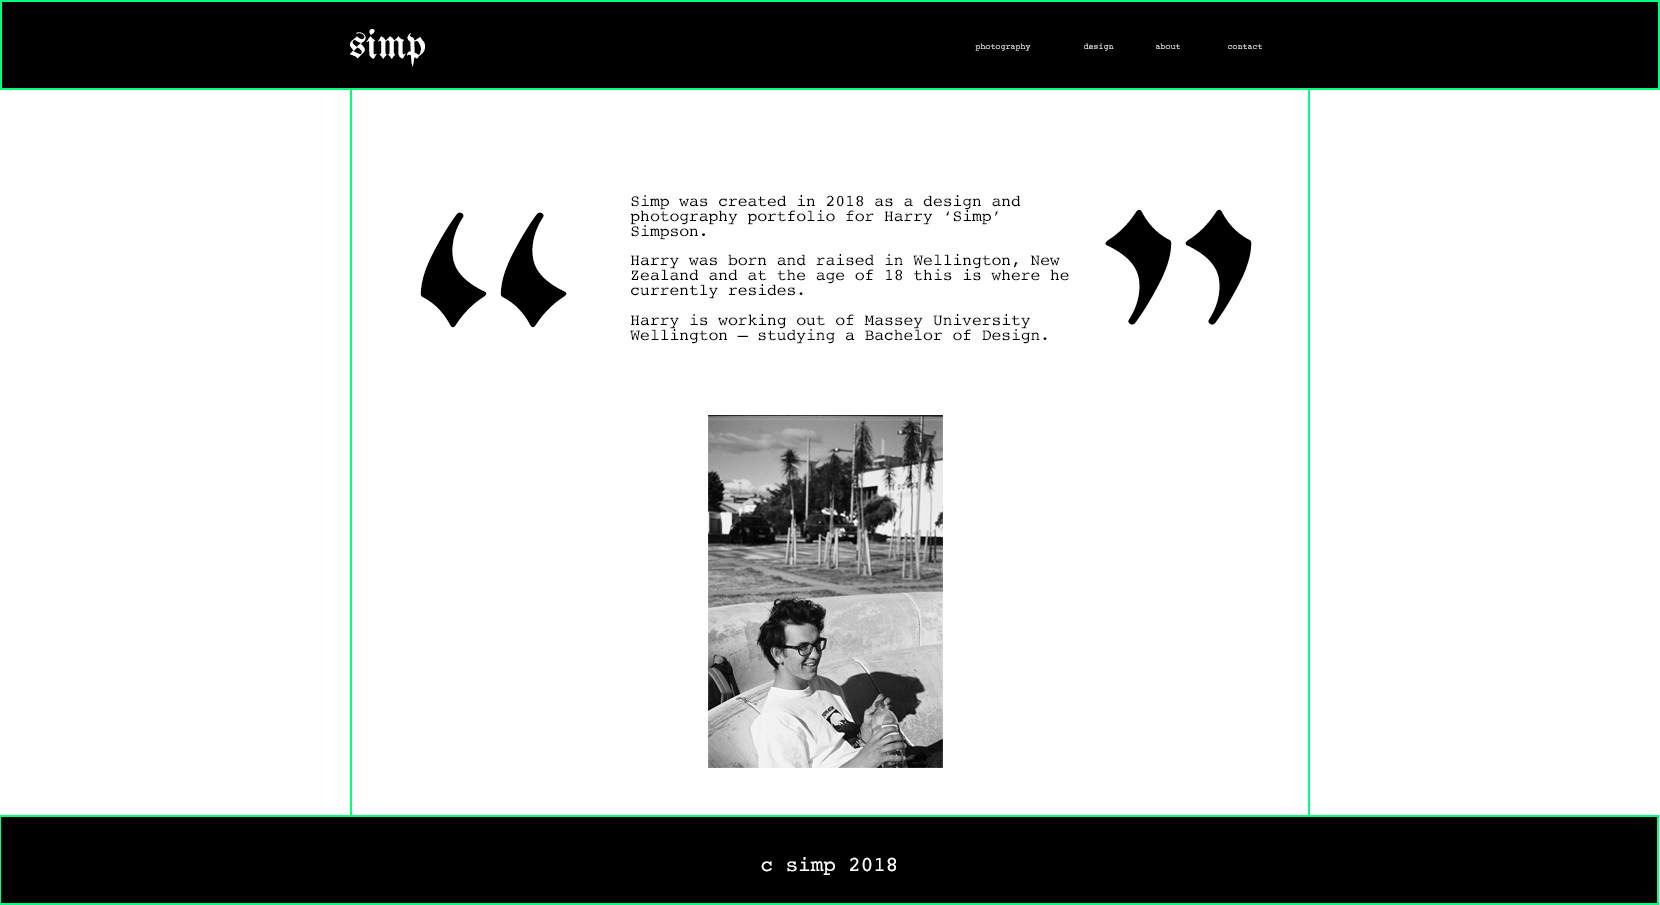 simp
photography design about contact
Simp was created in 2018 as a design and
photography portfolio for Harry ‘Simp’
Simpson.
Harry was born and raised in Wellington, New
Zealand and at the age of 18 this is where he
currently resides.
Harry is working out of Massey University
Wellington – studying a Bachelor of Design.
c simp 2018